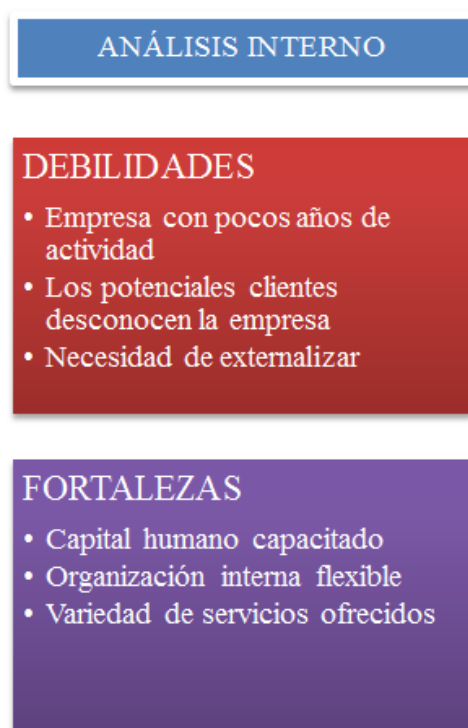 ANÁLISIS INTERNO
DEBILIDADES
• Empresa con pocos años de
actividad
• Los potenciales clientes
desconocen la empresa
• Necesidad de externalizar
FORTALEZAS
• Capital humano capacitado
• Organización interna flexible
• Variedad de servicios ofrecidos